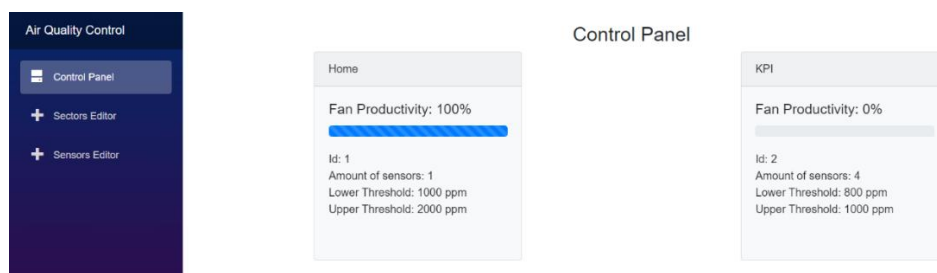 Air Quality Control
Control Panel
Sectors Editor
Sensors Editor
Control Panel
Home
Fan Productivity: 100%
Id: 1
Amount of sensors: 1
Lower Threshold: 1000 ppm
Upper Threshold: 2000 ppm
KPI
Fan Productivity: 0%
Id: 2
Amount of sensors: 4
Lower Threshold: 800 ppm
Upper Threshold: 1000 ppm